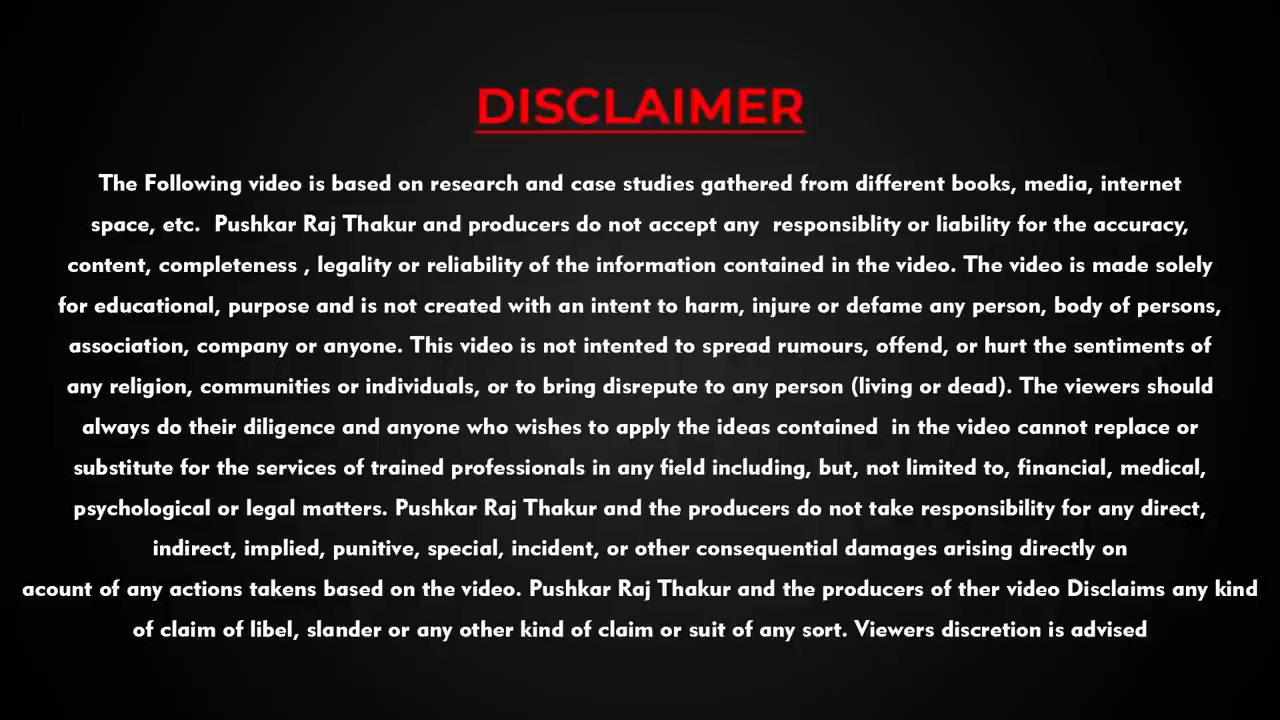 DISCLAIMER
The Following video is based on research and case studies gathered from different books, media, internet
space, etc.  Pushkar Raj Thakur and producers do not accept any  responsiblity or liability for the accuracy,
content, completeness , legality or reliability of the information contained in the video. The video is made solely
for educational, purpose and is not created with an intent to harm, injure or defame any person, body of persons,
association, company or anyone. This video is not intented to spread rumours, offend, or hurt the sentiments of
any religion, communities or individuals, or to bring disrepute to any person (living or dead). The viewers should
always do their diligence and anyone who wishes to apply the ideas contained  in the video cannot replace or
substitute for the services of trained professionals in any field including, but, not limited to, financial, medical,
psychological or legal matters. Pushkar Raj Thakur and the producers do not take responsibility for any direct,
indirect, implied, punitive, special, incident, or other consequential damages arising directly on
acount of any actions takens based on the video. Pushkar Raj Thakur and the producers of ther video Disclaims any kind
of claim of libel, slander or any other kind of claim or suit of any sort. Viewers discretion is advised